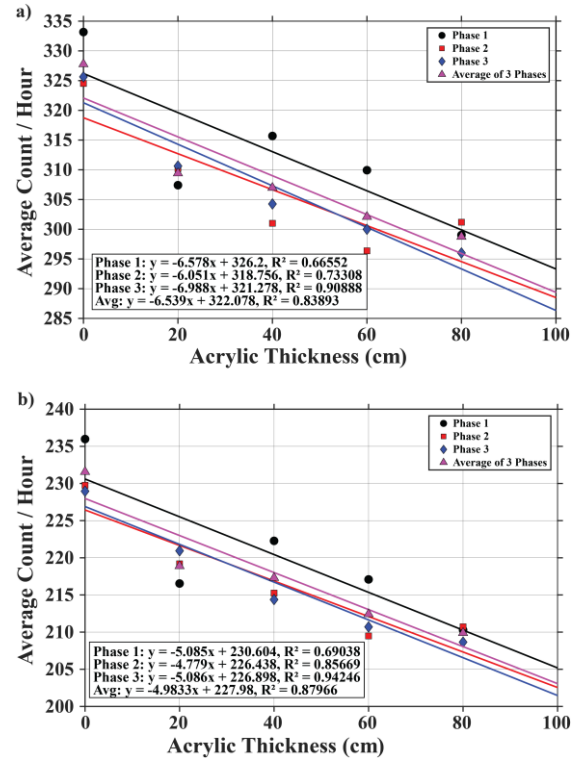 a)
335
330
325
320
315
310
305
300
295
290
285
Average Count / Hour
Phase 1
Phase 2
Phase 3
Average of 3 Phases
Phase 1: y = -6.578x + 326.2, R² = 0.66552
Phase 2: y = -6.051x + 318.756, R² = 0.73308
Phase 3: y = -6.988x + 321.278, R² = 0.90888
Avg: y = -6.539x + 322.078, R² = 0.83893
0 20 40 60 80 100
Acrylic Thickness (cm)
b)
240
235
230
225
220
215
210
205
200
Average Count / Hour
Phase 1
Phase 2
Phase 3
Average of 3 Phases
Phase 1: y = -5.085x + 230.604, R² = 0.69038
Phase 2: y = -4.779x + 226.438, R² = 0.85669
Phase 3: y = -5.086x + 226.898, R² = 0.94246
Avg: y = -4.9833x + 227.98, R² = 0.87966
0 20 40 60 80 100
Acrylic Thickness (cm)